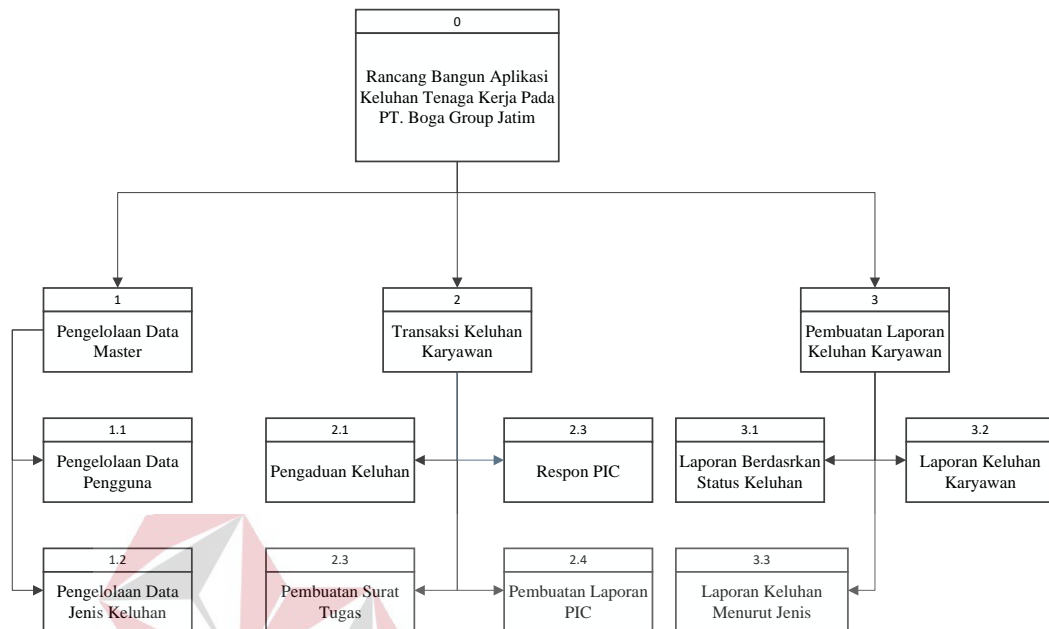 0
Rancang Bangun Aplikasi
Keluhan Tenaga Kerja Pada
PT. Boga Group Jatim
1
Pengelolaan Data
Master
2
Transaksi Keluhan
Karyawan
3
Pembuatan Laporan
Keluhan Karyawan
1.1
Pengelolaan Data
Pengguna
2.1
Pengaduan Keluhan
2.3
Respon PIC
3.1
Laporan Berdasrkan
Status Keluhan
3.2
Laporan Keluhan
Karyawan
1.2
Pengelolaan Data
Jenis Keluhan
2.3
Pembuatan Surat
Tugas
2.4
Pembuatan Laporan
PIC
3.3
Laporan Keluhan
Menurut Jenis